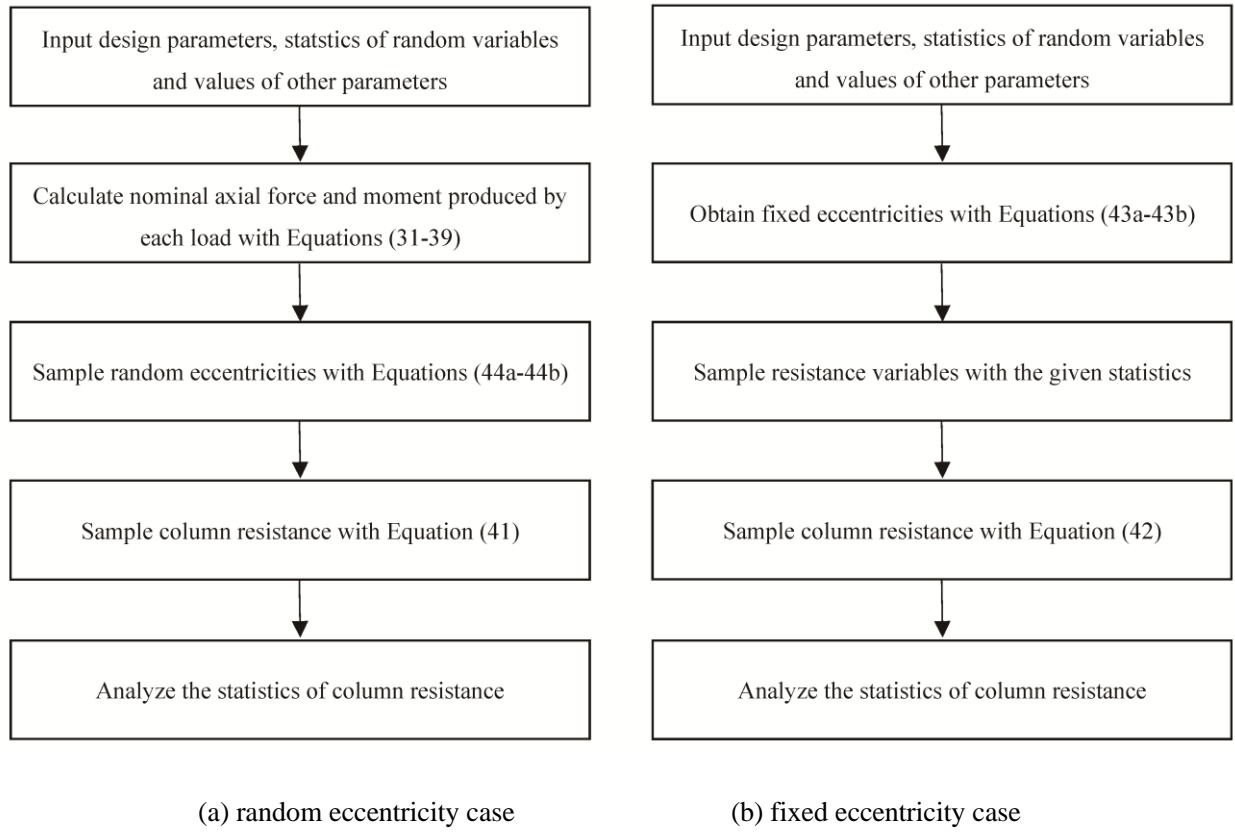 Input design parameters, statstics of random variables
and values of other parameters
Calculate nominal axial force and moment produced by
each load with Equations (31-39)
Sample random eccentricities with Equations (44a-44b)
Sample column resistance with Equation (41)
Analyze the statistics of column resistance
(a) random eccentricity case
Input design parameters, statistics of random variables
and values of other parameters
Obtain fixed eccentricities with Equations (43a-43b)
Sample resistance variables with the given statistics
Sample column resistance with Equation (42)
Analyze the statistics of column resistance
(b) fixed eccentricity case